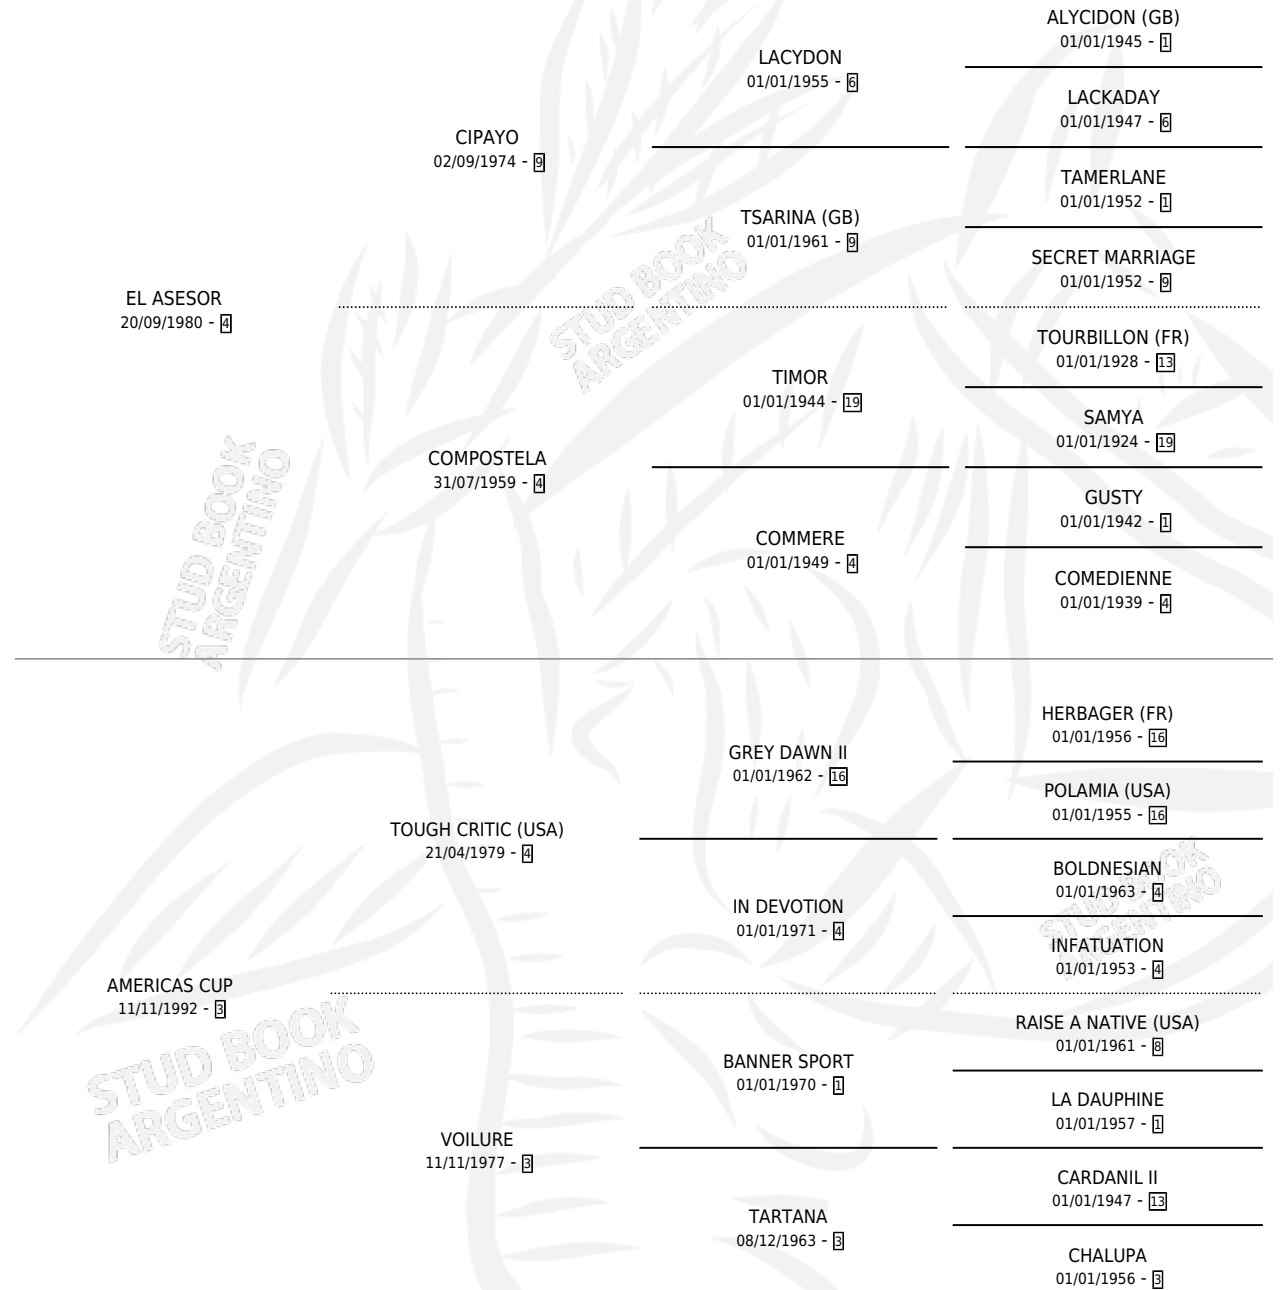 ALYCIDON (GB)
01/01/1945 - 1
LACYDON
01/01/1955 - 6
LACKADAY
01/01/1947 - 6
CIPAYO
02/09/1974 - 9
TAMERLANE
01/01/1952 - 1
TSARINA (GB)
01/01/1961 - 9
SECRET MARRIAGE
01/01/1952 - 9
EL ASESOR
20/09/1980 - 4
STUD BOOK
ARGENTINO
TOURBILLON (FR)
01/01/1928 - 13
TIMOR
01/01/1944 - 19
SAMYA
01/01/1924 - 19
COMPOSTELA
31/07/1959 - 4
GUSTY
01/01/1942 - 1
COMMERE
01/01/1949 - 4
COMEDIENNE
01/01/1939 - 4
STUD BOOK
ARGENTINO
HERBAGER (FR)
01/01/1956 - 16
GREY DAWN II
01/01/1962 - 16
POLAMIA (USA)
01/01/1955 - 16
TOUGH CRITIC (USA)
21/04/1979 - 4
BOLDNESIAN
01/01/1963 - 4
IN DEVOTION
01/01/1971 - 4
INFATUATION
01/01/1953 - 4
STUD BOOK
ARGENTINO
AMERICAS CUP
11/11/1992 - 3
RAISE A NATIVE (USA)
01/01/1961 - 8
BANNER SPORT
01/01/1970 - 1
LA DAUPHINE
01/01/1957 - 1
STUD BOOK
ARGENTINO
VOILURE
11/11/1977 - 3
CARDANIL II
01/01/1947 - 13
TARTANA
08/12/1963 - 3
CHALUPA
01/01/1956 - 3